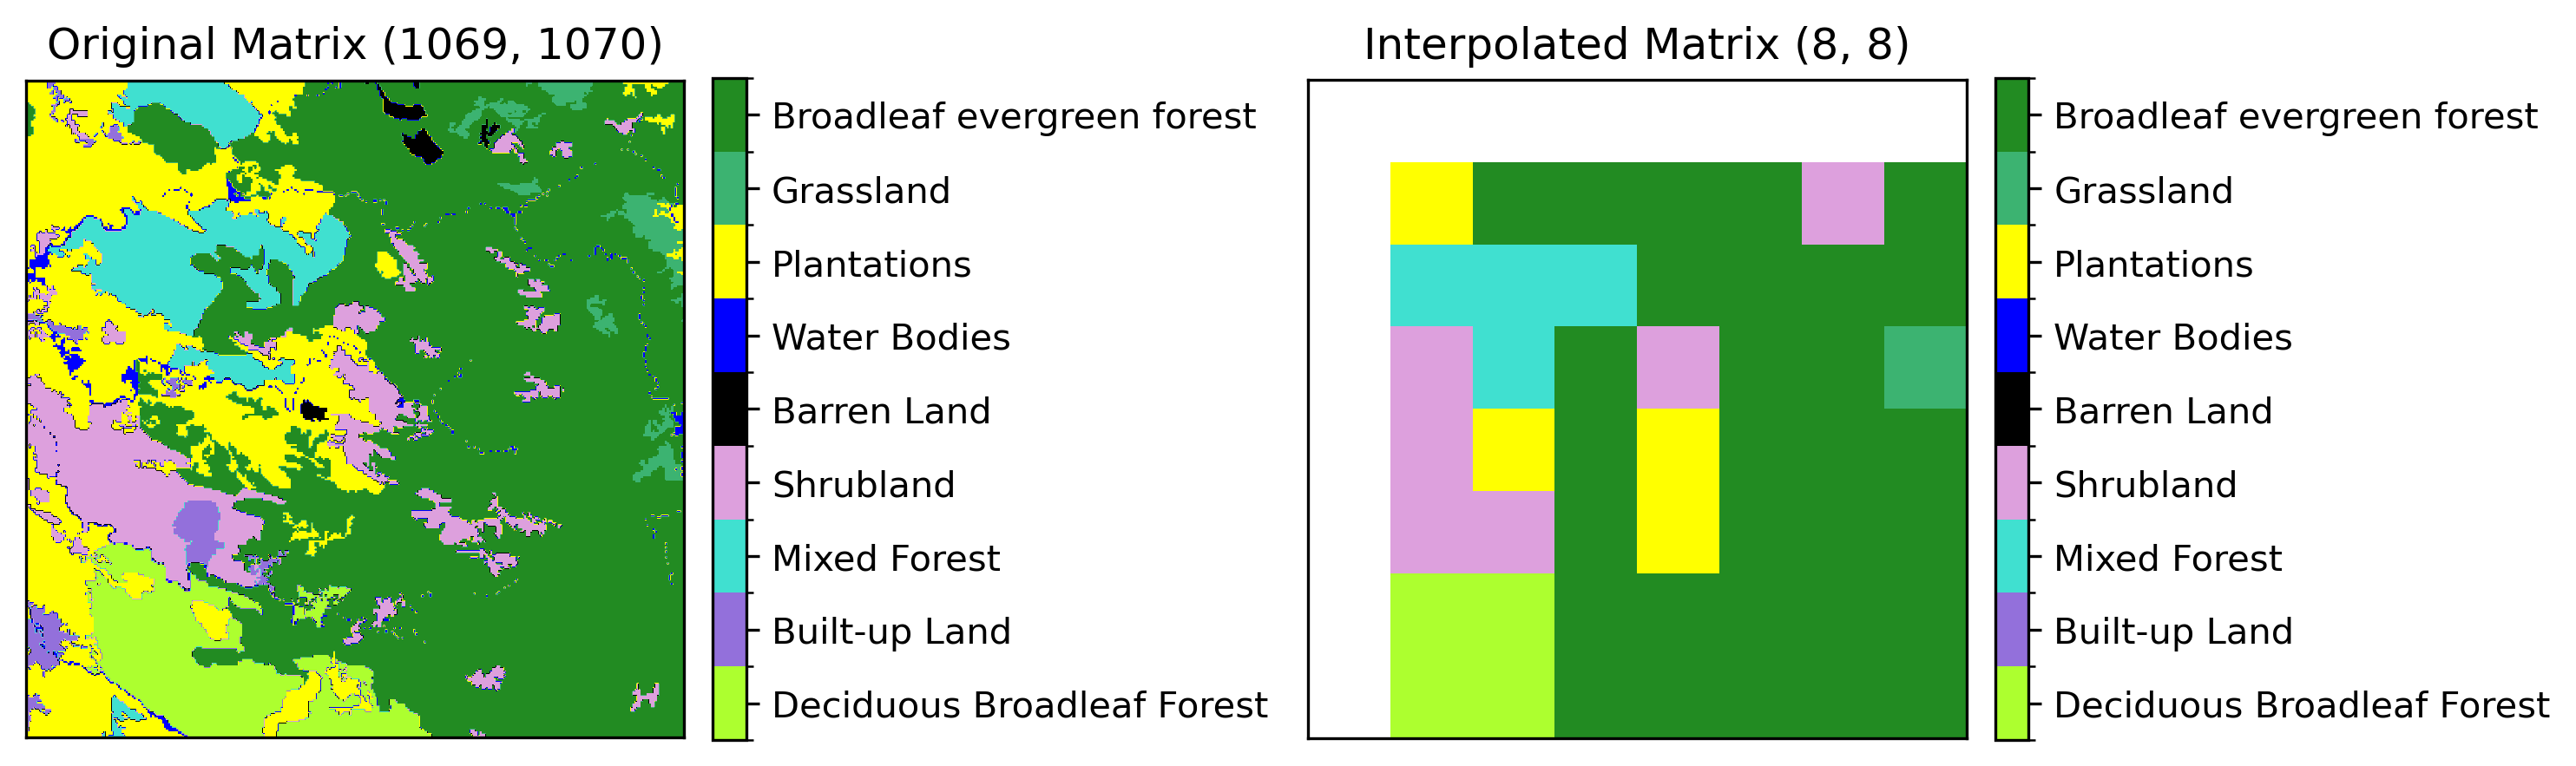 Original Matrix (1069, 1070)
Broadleaf evergreen forest
Grassland
Plantations
Water Bodies
Barren Land
Shrubland
Mixed Forest
Built-up Land
Deciduous Broadleaf Forest
Interpolated Matrix (8, 8)
Broadleaf evergreen forest
Grassland
Plantations
Water Bodies
Barren Land
Shrubland
Mixed Forest
Built-up Land
Deciduous Broadleaf Forest